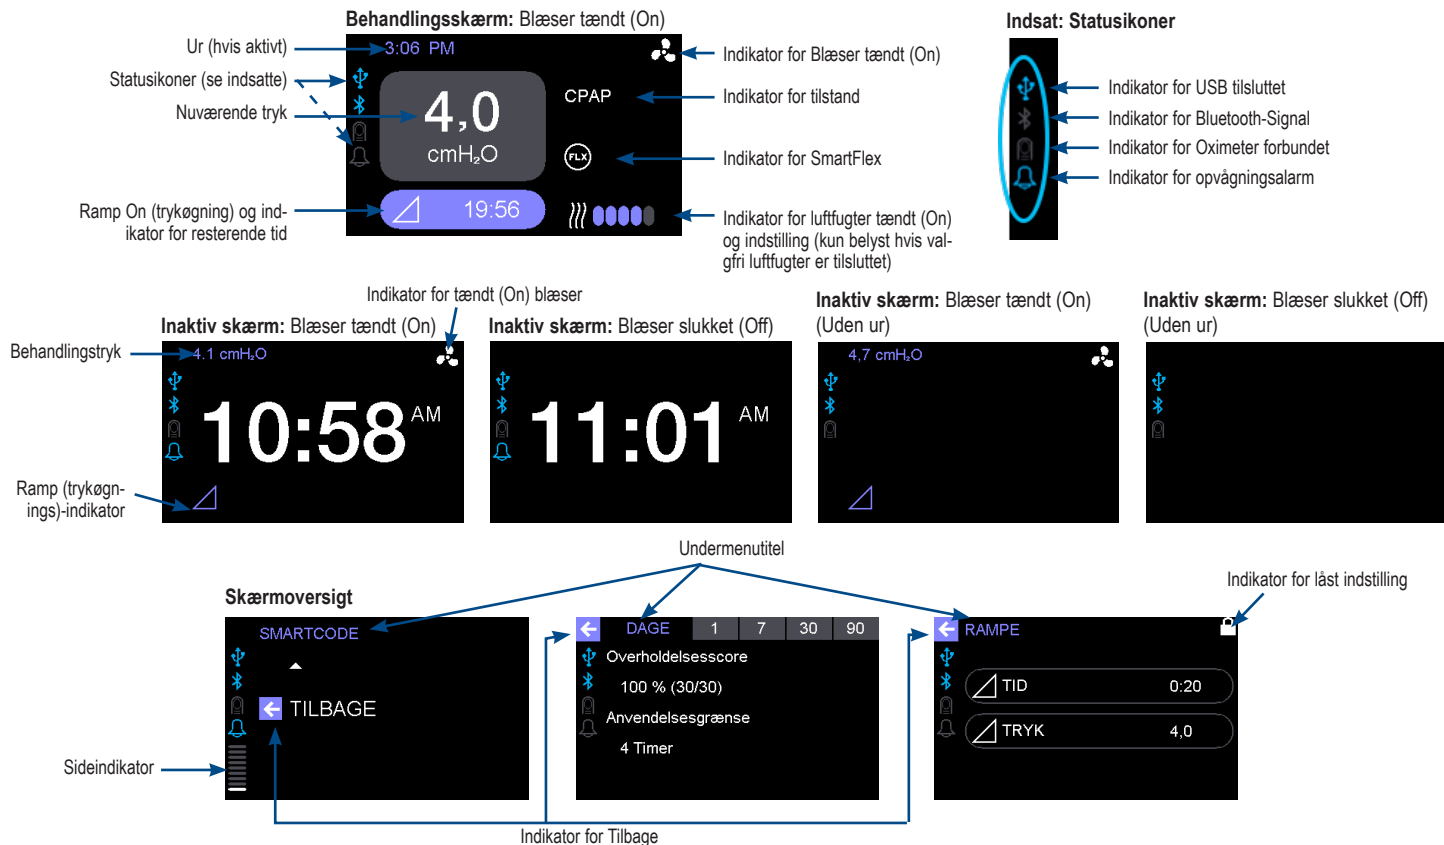 Behandlingsskærm: Blæser tændt (On)
Indsat: Statusikoner
Ur (hvis aktivt)
Statusikoner (se indsatte)
Nuværende tryk
Ramp On (trykøgning) og ind-
ikator for resterende tid
3:06 PM
4,0
cmH₂O
CPAP
FLX
19:56
Indikator for Blæser tændt (On)
Indikator for tilstand
Indikator for SmartFlex
Indikator for luftfugter tændt (On)
og indstilling (kun belyst hvis val-
gfri luftfugter er tilsluttet)
Indikator for USB tilsluttet
Indikator for Bluetooth-Signal
Indikator for Oximeter forbundet
Indikator for opvågningsalarm
Indikator for tændt (On) blæser
Inaktiv skærm: Blæser tændt (On)
Behandlingstryk
4.1 cmH₂O
10:58 AM
Ramp (trykøgn-
ings)-indikator
Inaktiv skærm: Blæser slukket (Off)
11:01 AM
Inaktiv skærm: Blæser tændt (On)
(Uden ur)
4,7 cmH₂O
Inaktiv skærm: Blæser slukket (Off)
(Uden ur)
Undermenutitel
Indikator for låst indstilling
Skærmoversigt
SMARTCODE
TILBAGE
Sideindikator
DAGE 1 7 30 90
Overholdelsesscore
100 % (30/30)
Anvendelsesgrænse
4 Timer
RAMPE
TID 0:20
TRYK 4,0
Indikator for Tilbage